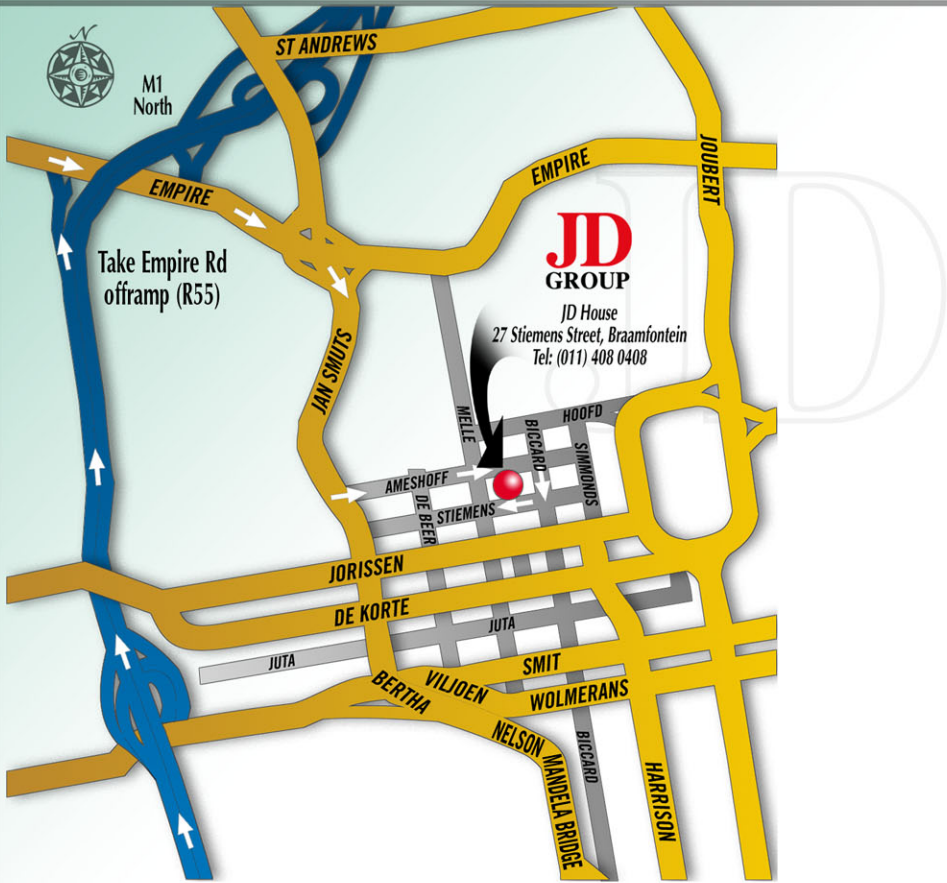 N
ST ANDREWS
M1
North
JOUBERT
EMPIRE
EMPIRE
JD
JD
GROUP
Take Empire Rd
offramp (R55)
JD House
27 Stiemens Street, Braamfontein
Tel: (011) 408 0408
JAN SMUTS
MELLE
HOOFD
BICCARD
SIMMONDS
AMESHOFF
DE BEER
STIEMENS
JORISSEN
DE KORTE
JUTA
JUTA
SMIT
VILJOEN
WOLMERANS
BERTHA
NELSON
MANDELA BRIDGE
BICCARD
HARRISON